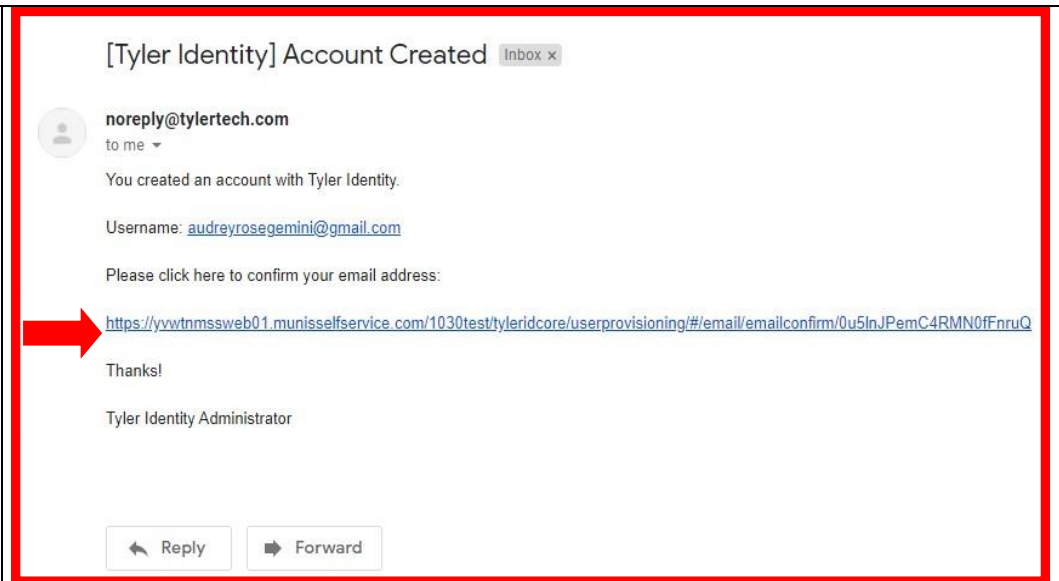 [Tyler Identity] Account Created Inbox x
noreply@tylertech.com
to me
You created an account with Tyler Identity.
Username: audreyrosegemini@gmail.com
Please click here to confirm your email address:
https://yvwtnmssweb01.munisselfservice.com/1030test/tyleridcore/userprovisioning/#/email/emailconfirm/0u5lnJPemC4RMN0fFnruQ
Thanks!
Tyler Identity Administrator
Reply Forward